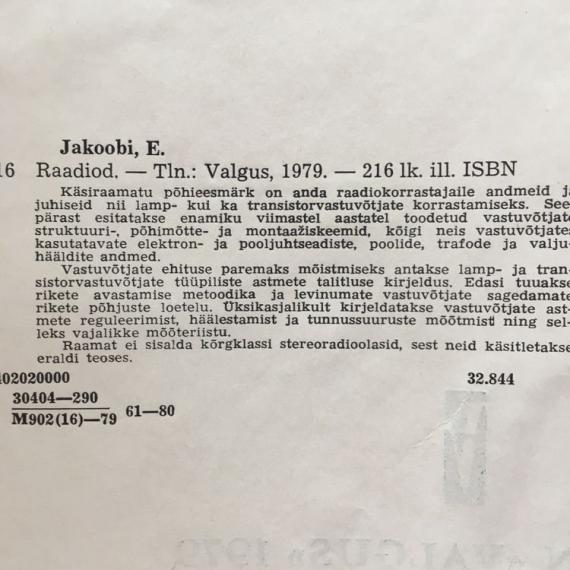 Jakoobi, E.
16 Raadiod. — Tln.: Valgus, 1979. — 216 lk. ill. ISBN
Käsiraamatu põhieesmärk on anda raadiokorrastajaile andmeid ja
juhiseid nii lamp- kui ka transistorvastuvõtjate korrastamiseks. See-
pärast esitatakse enamiku viimastel aastatel toodetud vastuvõtjate
struktuuri-, põhimõtte- ja montaažiskeemid, kõigi neis vastuvõtjates
kasutatavate elektron- ja pooljuhtseadiste, poolide, trafode ja valju-
hääldite andmed.
Vastuvõtjate ehituse paremaks mõistmiseks antakse lamp- ja tran-
sistorvastuvõtjate tüüpiliste astmete talitluse kirjeldus. Edasi tuuakse
rikete avastamise metoodika ja levinumate vastuvõtjate sagedamate
rikete põhjuste loetelu. Üksikasjalikult kirjeldatakse vastuvõtjate ast-
mete reguleerimist, häälestamist ja tunnussuuruste mõõtmist ning sel-
leks vajalikke mõõteriistu.
Raamat ei sisalda kõrgklassi stereoradioolasid, sest neid käsitletakse
eraldi teoses.
402020000 32.844
30404—290
M902(16)—79 61—80
VALGUS» 1979